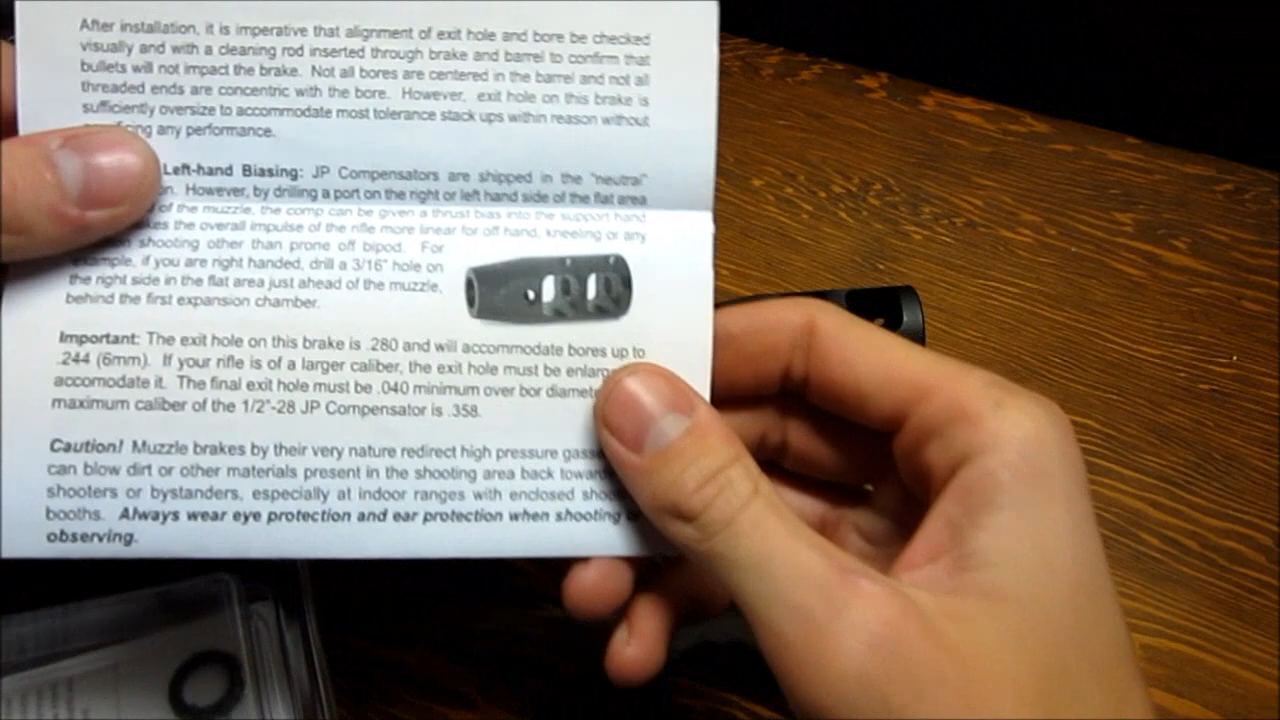 After installation, it is imperative that alignment of exit hole and bore be checked
visually and with a cleaning rod inserted through brake and barrel to confirm that
bullets will not impact the brake. Not all bores are centered in the barrel and not all
threaded ends are concentric with the bore. However, exit hole on this brake is
sufficiently oversize to accommodate most tolerance stack ups within reason without
any performance.
Left-hand Biasing: JP Compensators are shipped in the "neutral"
However, by drilling a port on the right or left hand side of the flat area
of the muzzle, the comp can be given a thrust bias into the support hand
the overall impulse of the rifle more linear for off hand, kneeling or any
shooting other than prone off bipod. For
if you are right handed, drill a 3/16" hole on
the right side in the flat area just ahead of the muzzle,
behind the first expansion chamber.
Important: The exit hole on this brake is .280 and will accommodate bores up to
.244 (6mm). If your rifle is of a larger caliber, the exit hole must be
accomodate it. The final exit hole must be .040 minimum over bor
maximum caliber of the 1/2"-28 JP Compensator is .358.
Caution! Muzzle brakes by their very nature redirect high pressure
can blow dirt or other materials present in the shooting area back
shooters or bystanders, especially at indoor ranges with enclosed
booths. Always wear eye protection and ear protection when shooting
observing.